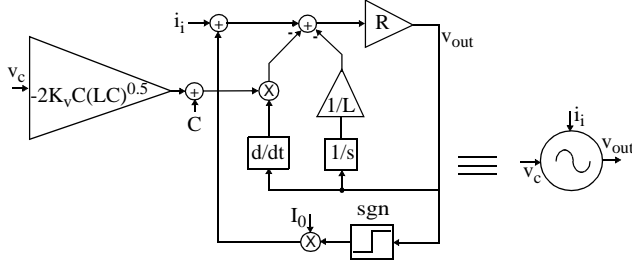 i_i
+
+
R
v_out
- -
v_c
-2K_vC(LC)^0.5
+
X
C
1/L
d/dt
1/s
i_i
v_out
v_c
I_0
sgn
X